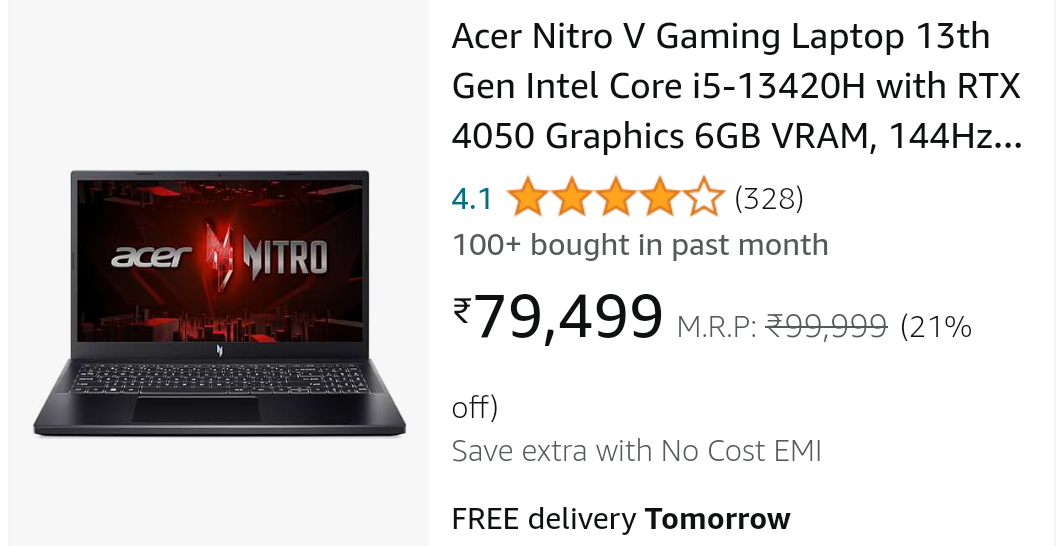 Acer Nitro V Gaming Laptop 13th
Gen Intel Core i5-13420H with RTX
4050 Graphics 6GB VRAM, 144Hz...
4.1 (328)
100+ bought in past month
₹79,499 M.R.P: ₹99,999 (21%
off)
Save extra with No Cost EMI
FREE delivery Tomorrow
acer NITRO